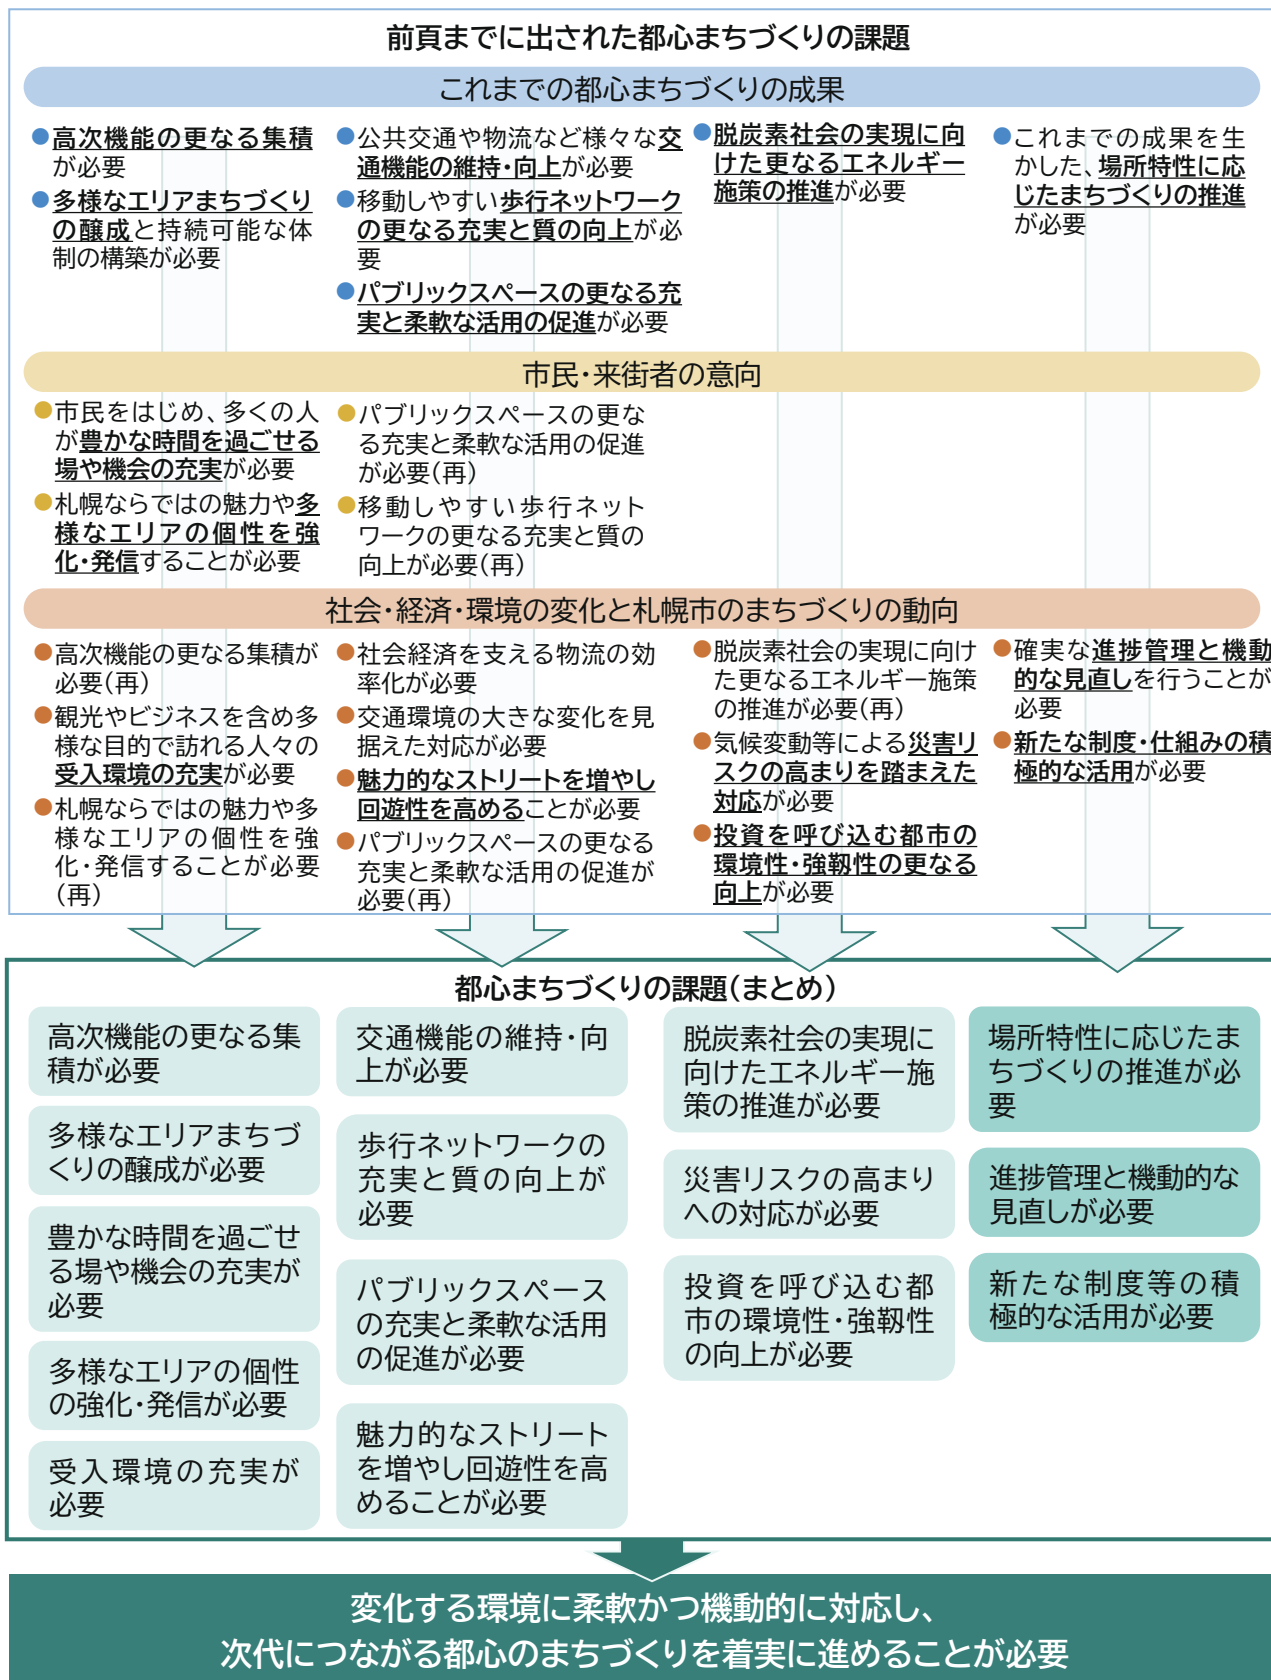 前頁までに出された都心まちづくりの課題
これまでの都心まちづくりの成果
●高次機能の更なる集積
が必要
●多様なエリアまちづくり
の醸成と持続可能な体
制の構築が必要
●公共交通や物流など様々な交
通機能の維持・向上が必要
●移動しやすい歩行ネットワーク
の更なる充実と質の向上が必
要
●パブリックスペースの更なる充
実と柔軟な活用の促進が必要
●脱炭素社会の実現に向
けた更なるエネルギー
施策の推進が必要
●これまでの成果を生
かした、場所特性に応
じたまちづくりの推進
が必要
市民・来街者の意向
●市民をはじめ、多くの人
が豊かな時間を過ごせる
場や機会の充実が必要
●札幌ならではの魅力や多
様なエリアの個性を強
化・発信することが必要
●パブリックスペースの更な
る充実と柔軟な活用の促進
が必要(再)
●移動しやすい歩行ネット
ワークの更なる充実と質の
向上が必要(再)
社会・経済・環境の変化と札幌市のまちづくりの動向
●高次機能の更なる集積が
必要(再)
●観光やビジネスを含め多
様な目的で訪れる人々の
受入環境の充実が必要
●札幌ならではの魅力や多
様なエリアの個性を強
化・発信することが必要
(再)
●社会経済を支える物流の効
率化が必要
●交通環境の大きな変化を見
据えた対応が必要
●魅力的なストリートを増やし
回遊性を高めることが必要
●パブリックスペースの更なる
充実と柔軟な活用の促進が
必要(再)
●脱炭素社会の実現に向け
た更なるエネルギー施策
の推進が必要(再)
●気候変動等による災害リ
スクの高まりを踏まえた
対応が必要
●投資を呼び込む都市の
環境性・強靱性の更なる
向上が必要
●確実な進捗管理と機動
的な見直しを行うことが
必要
●新たな制度・仕組みの積
極的な活用が必要
都心まちづくりの課題(まとめ)
高次機能の更なる集
積が必要
多様なエリアまちづ
くりの醸成が必要
豊かな時間を過ごせ
る場や機会の充実が
必要
多様なエリアの個性
の強化・発信が必要
受入環境の充実が
必要
交通機能の維持・向
上が必要
歩行ネットワークの
充実と質の向上が
必要
パブリックスペース
の充実と柔軟な活用
の促進が必要
魅力的なストリート
を増やし回遊性を高
めることが必要
脱炭素社会の実現に
向けたエネルギー施
策の推進が必要
災害リスクの高まり
への対応が必要
投資を呼び込む都
市の環境性・強靱性
の向上が必要
場所特性に応じたま
ちづくりの推進が必
要
進捗管理と機動的な
見直しが必要
新たな制度等の積
極的な活用が必要
変化する環境に柔軟かつ機動的に対応し、
次代につながる都心のまちづくりを着実に進めることが必要